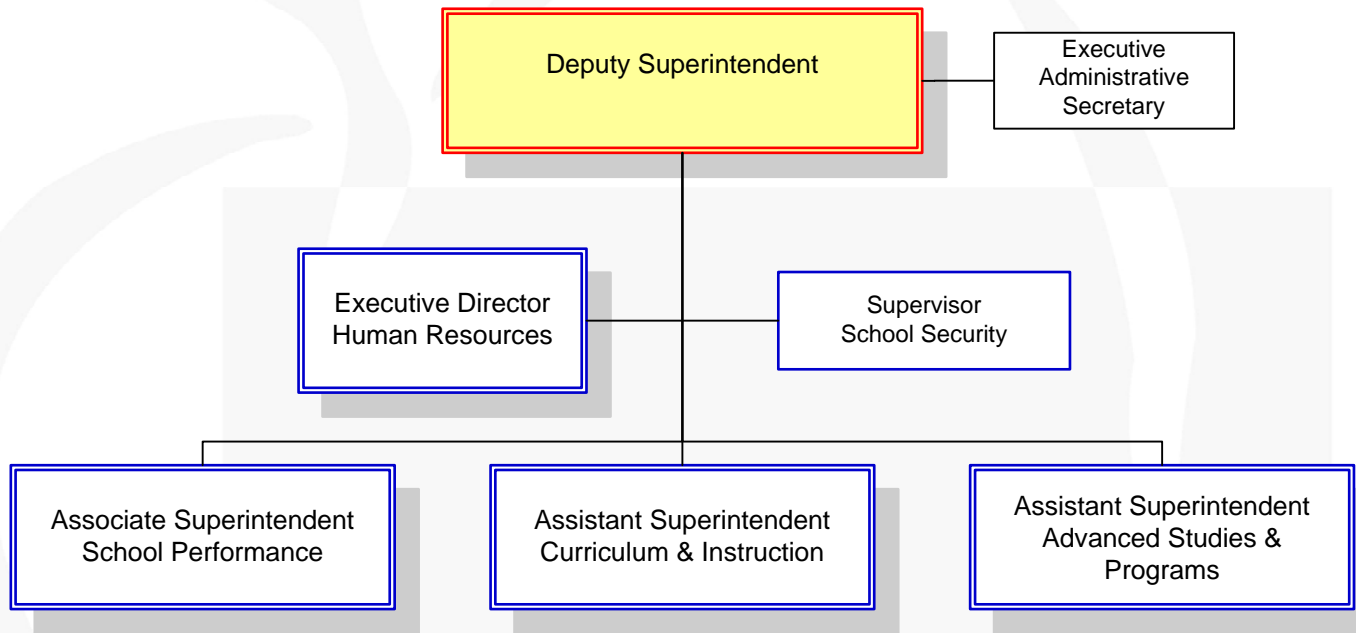 Deputy Superintendent
Executive
Administrative
Secretary
Executive Director
Human Resources
Supervisor
School Security
Associate Superintendent
School Performance
Assistant Superintendent
Curriculum & Instruction
Assistant Superintendent
Advanced Studies &
Programs